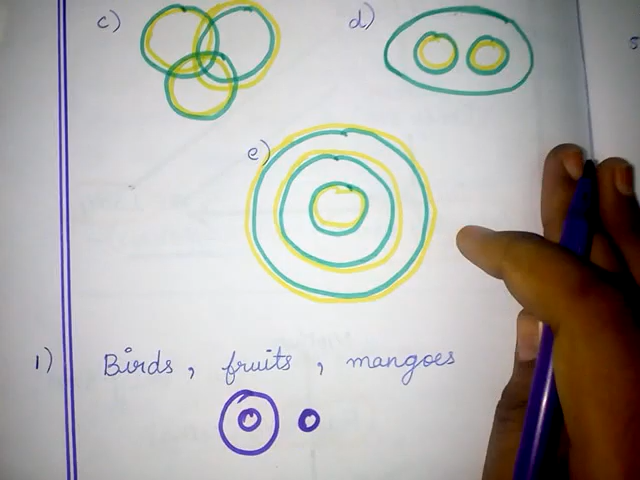 c) d)
e)
1) Birds , fruits , mangoes